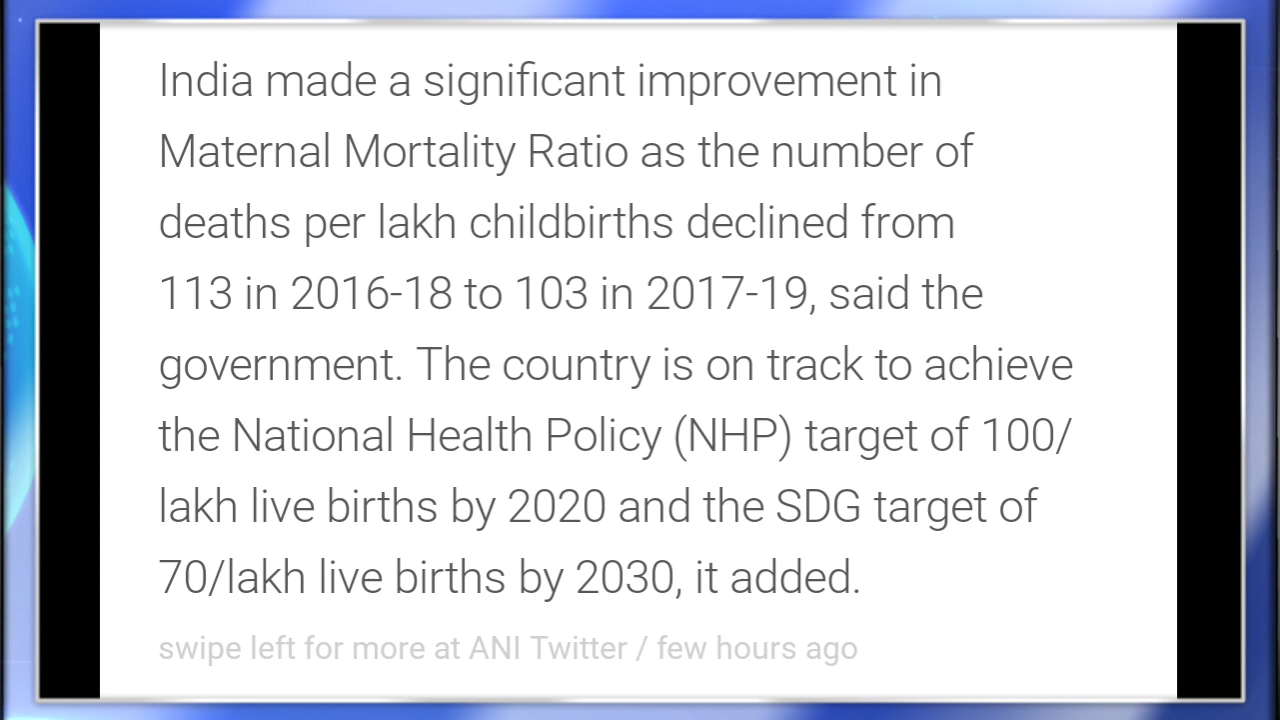 India made a significant improvement in
Maternal Mortality Ratio as the number of
deaths per lakh childbirths declined from
113 in 2016-18 to 103 in 2017-19, said the
government. The country is on track to achieve
the National Health Policy (NHP) target of 100/
lakh live births by 2020 and the SDG target of
70/lakh live births by 2030, it added.
swipe left for more at ANI Twitter / few hours ago